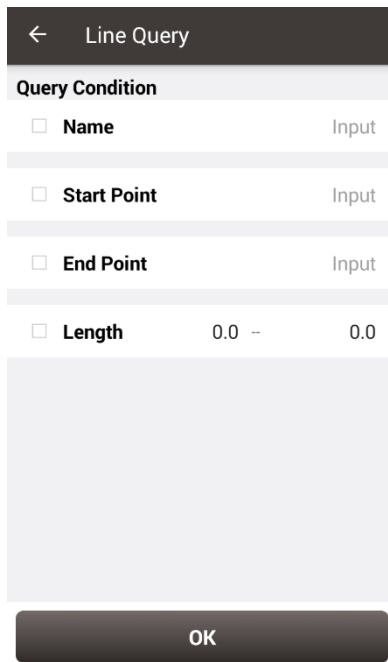 Line Query
Query Condition
Name Input
Start Point Input
End Point Input
Length 0.0 -- 0.0
OK